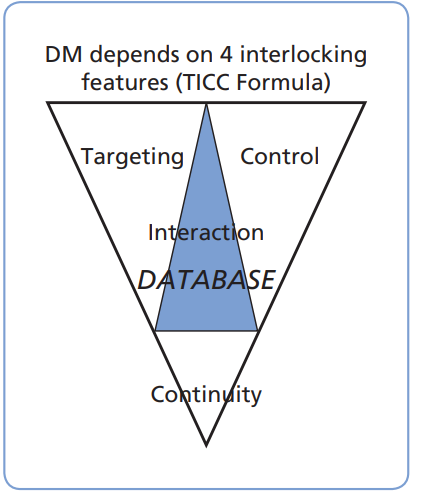 DM depends on 4 interlocking
features (TICC Formula)
Targeting Control
Interaction
DATABASE
Continuity